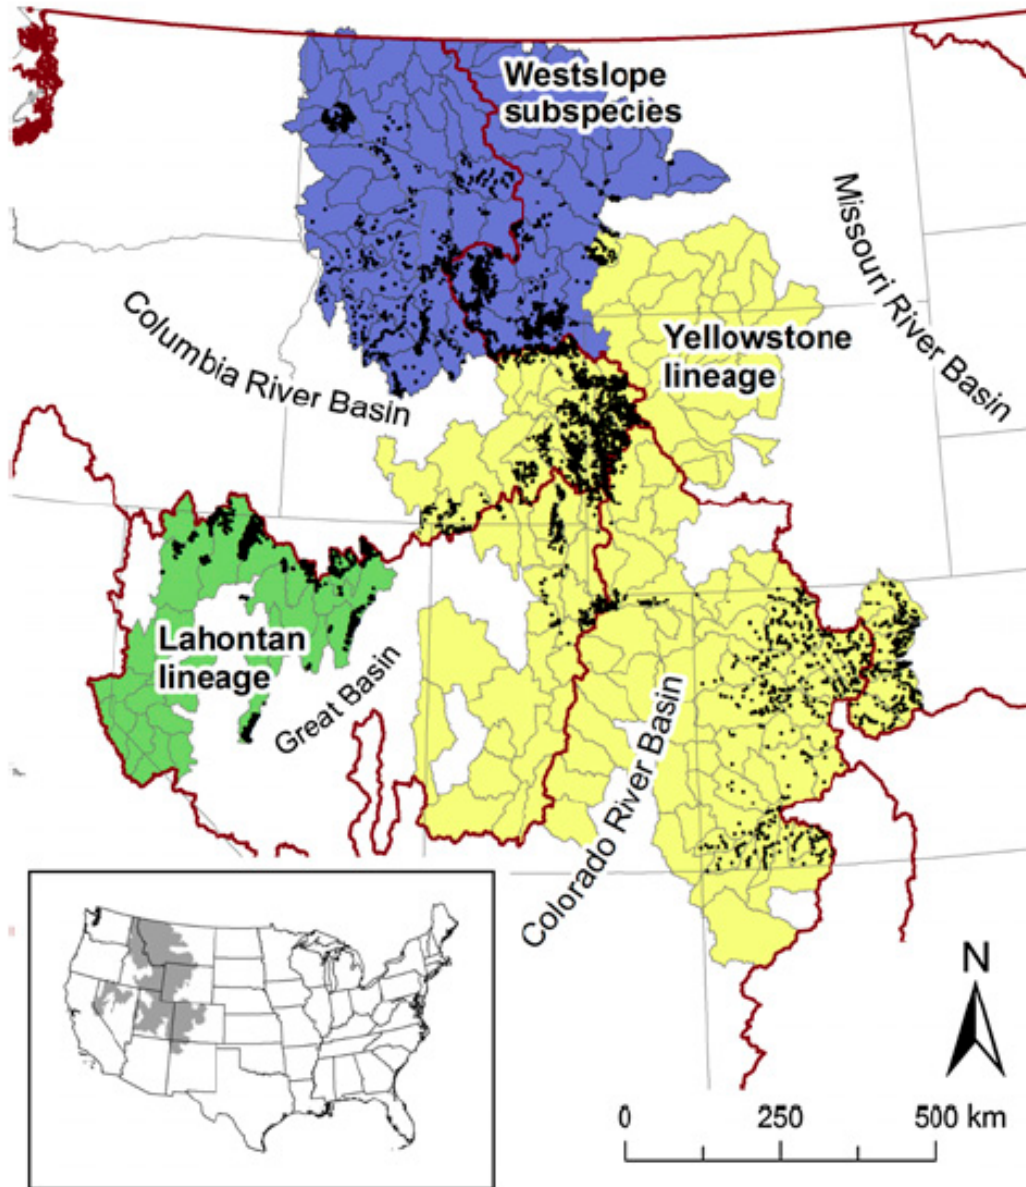 Westslope
subspecies
Missouri River Basin
Columbia River Basin
Yellowstone
lineage
Lahontan
lineage
Great Basin
Colorado River Basin
N
0 250 500 km